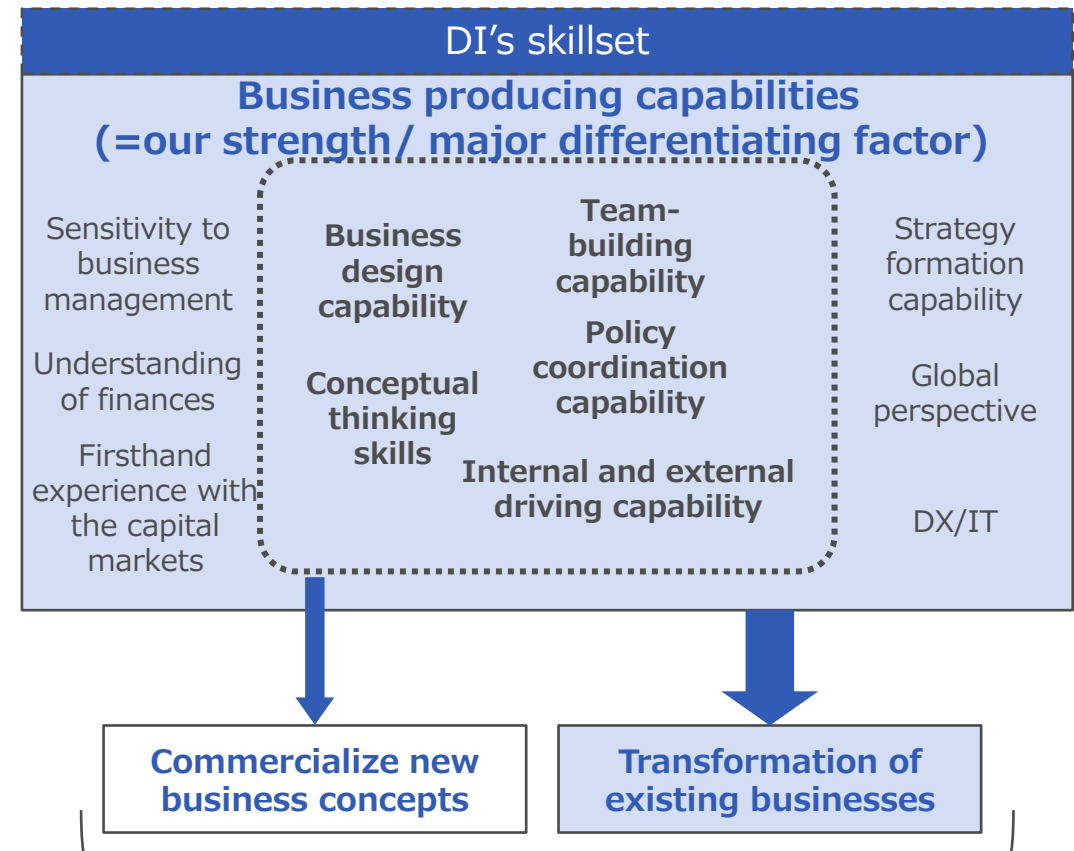 DI’s skillset
Business producing capabilities
(=our strength/ major differentiating factor)
Sensitivity to
business
management
Understanding
of finances
Firsthand
experience with
the capital
markets
Business
design
capability
Conceptual
thinking
skills
Team-
building
capability
Policy
coordination
capability
Internal and external
driving capability
Strategy
formation
capability
Global
perspective
DX/IT
Commercialize new
business concepts
Transformation of
existing businesses